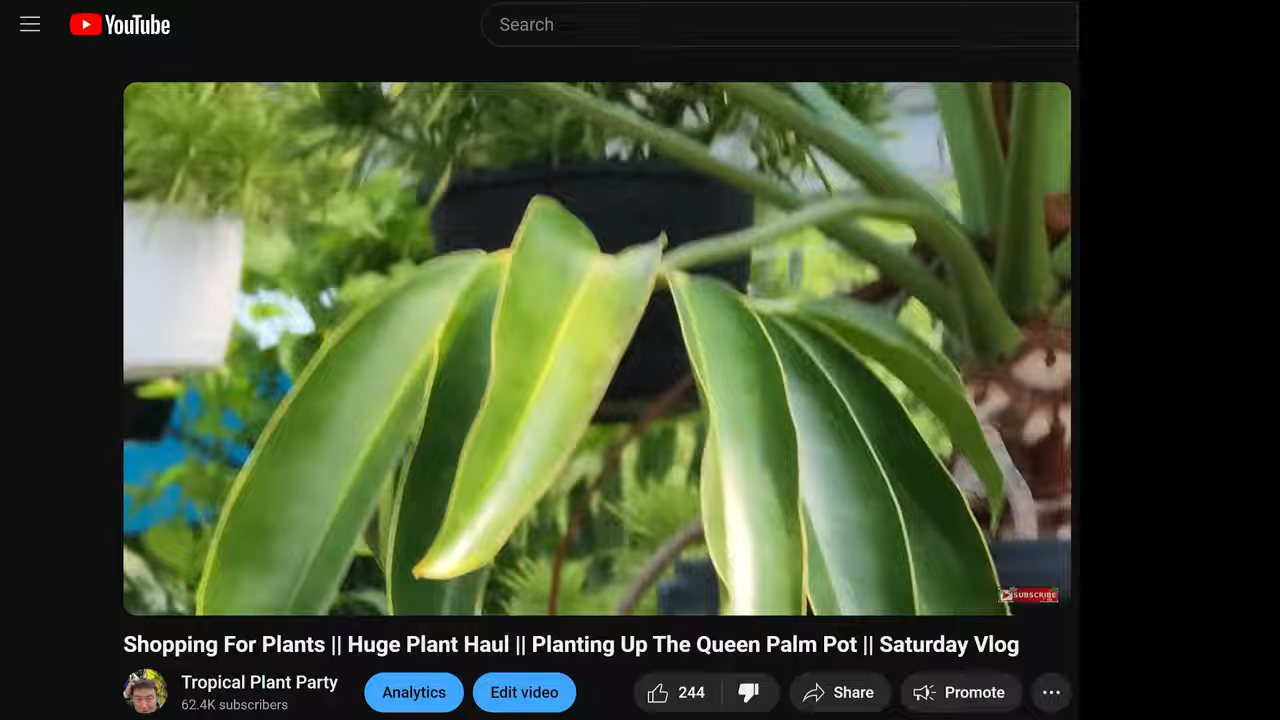 YouTube
Search
SUBSCRIBE
Shopping For Plants || Huge Plant Haul || Planting Up The Queen Palm Pot || Saturday Vlog
Tropical Plant Party
62.4K subscribers
Analytics
Edit video
244
Share
Promote